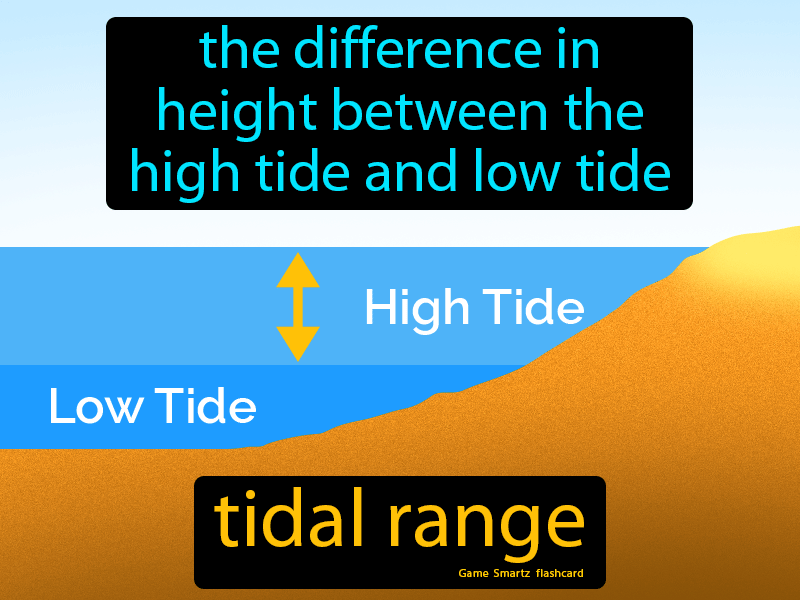 the difference in
height between the
high tide and low tide
High Tide
Low Tide
tidal range
Game Smartz flashcard